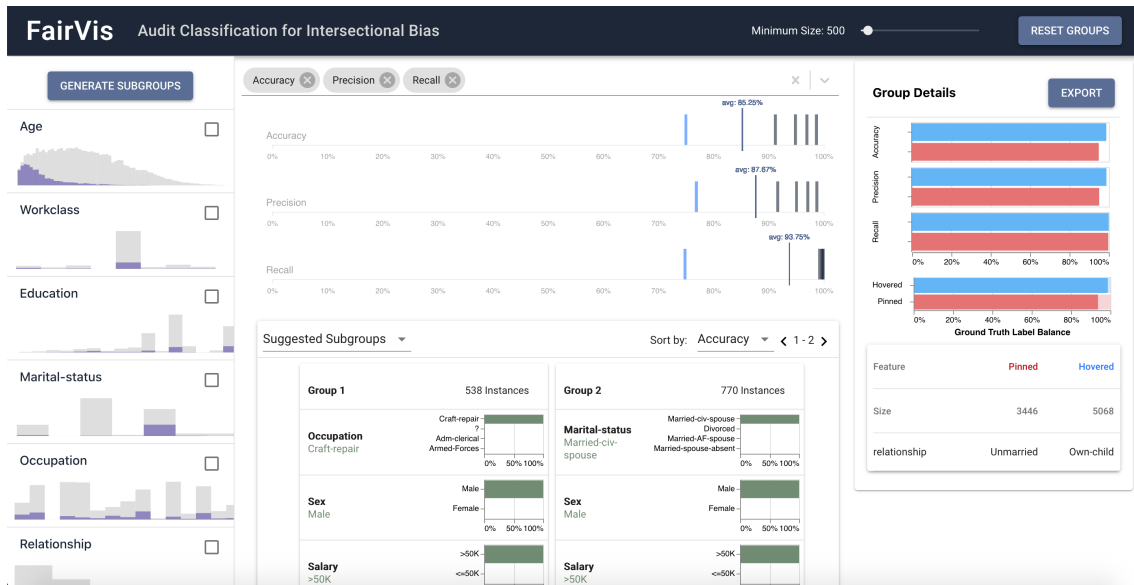 FairVis Audit Classification for Intersectional Bias Minimum Size: 500 RESET GROUPS
GENERATE SUBGROUPS
Age
Workclass
Education
Marital-status
Occupation
Relationship
Accuracy Precision Recall
avg: 85.25%
Accuracy
0% 10% 20% 30% 40% 50% 60% 70% 80% 90% 100%
avg: 87.67%
Precision
0% 10% 20% 30% 40% 50% 60% 70% 80% 90% 100%
avg: 93.75%
Recall
0% 10% 20% 30% 40% 50% 60% 70% 80% 90% 100%
Suggested Subgroups Sort by: Accuracy 1 - 2
Group 1 538 Instances
Occupation
Craft-repair
Craft-repair
?
Adm-clerical
Armed-Forces
0% 50% 100%
Sex
Male
Male
Female
0% 50% 100%
Salary
>50K
>50K
<=50K
Group 2 770 Instances
Marital-status
Married-civ-
spouse
Married-civ-spouse
Divorced
Married-AF-spouse
Married-spouse-absent
0% 50% 100%
Sex
Male
Male
Female
0% 50% 100%
Salary
>50K
>50K
<=50K
Group Details EXPORT
Accuracy
Precision
Recall
0% 20% 40% 60% 80% 100%
Hovered
Pinned
0% 20% 40% 60% 80% 100%
Ground Truth Label Balance
Feature Pinned Hovered
Size 3446 5068
relationship Unmarried Own-child